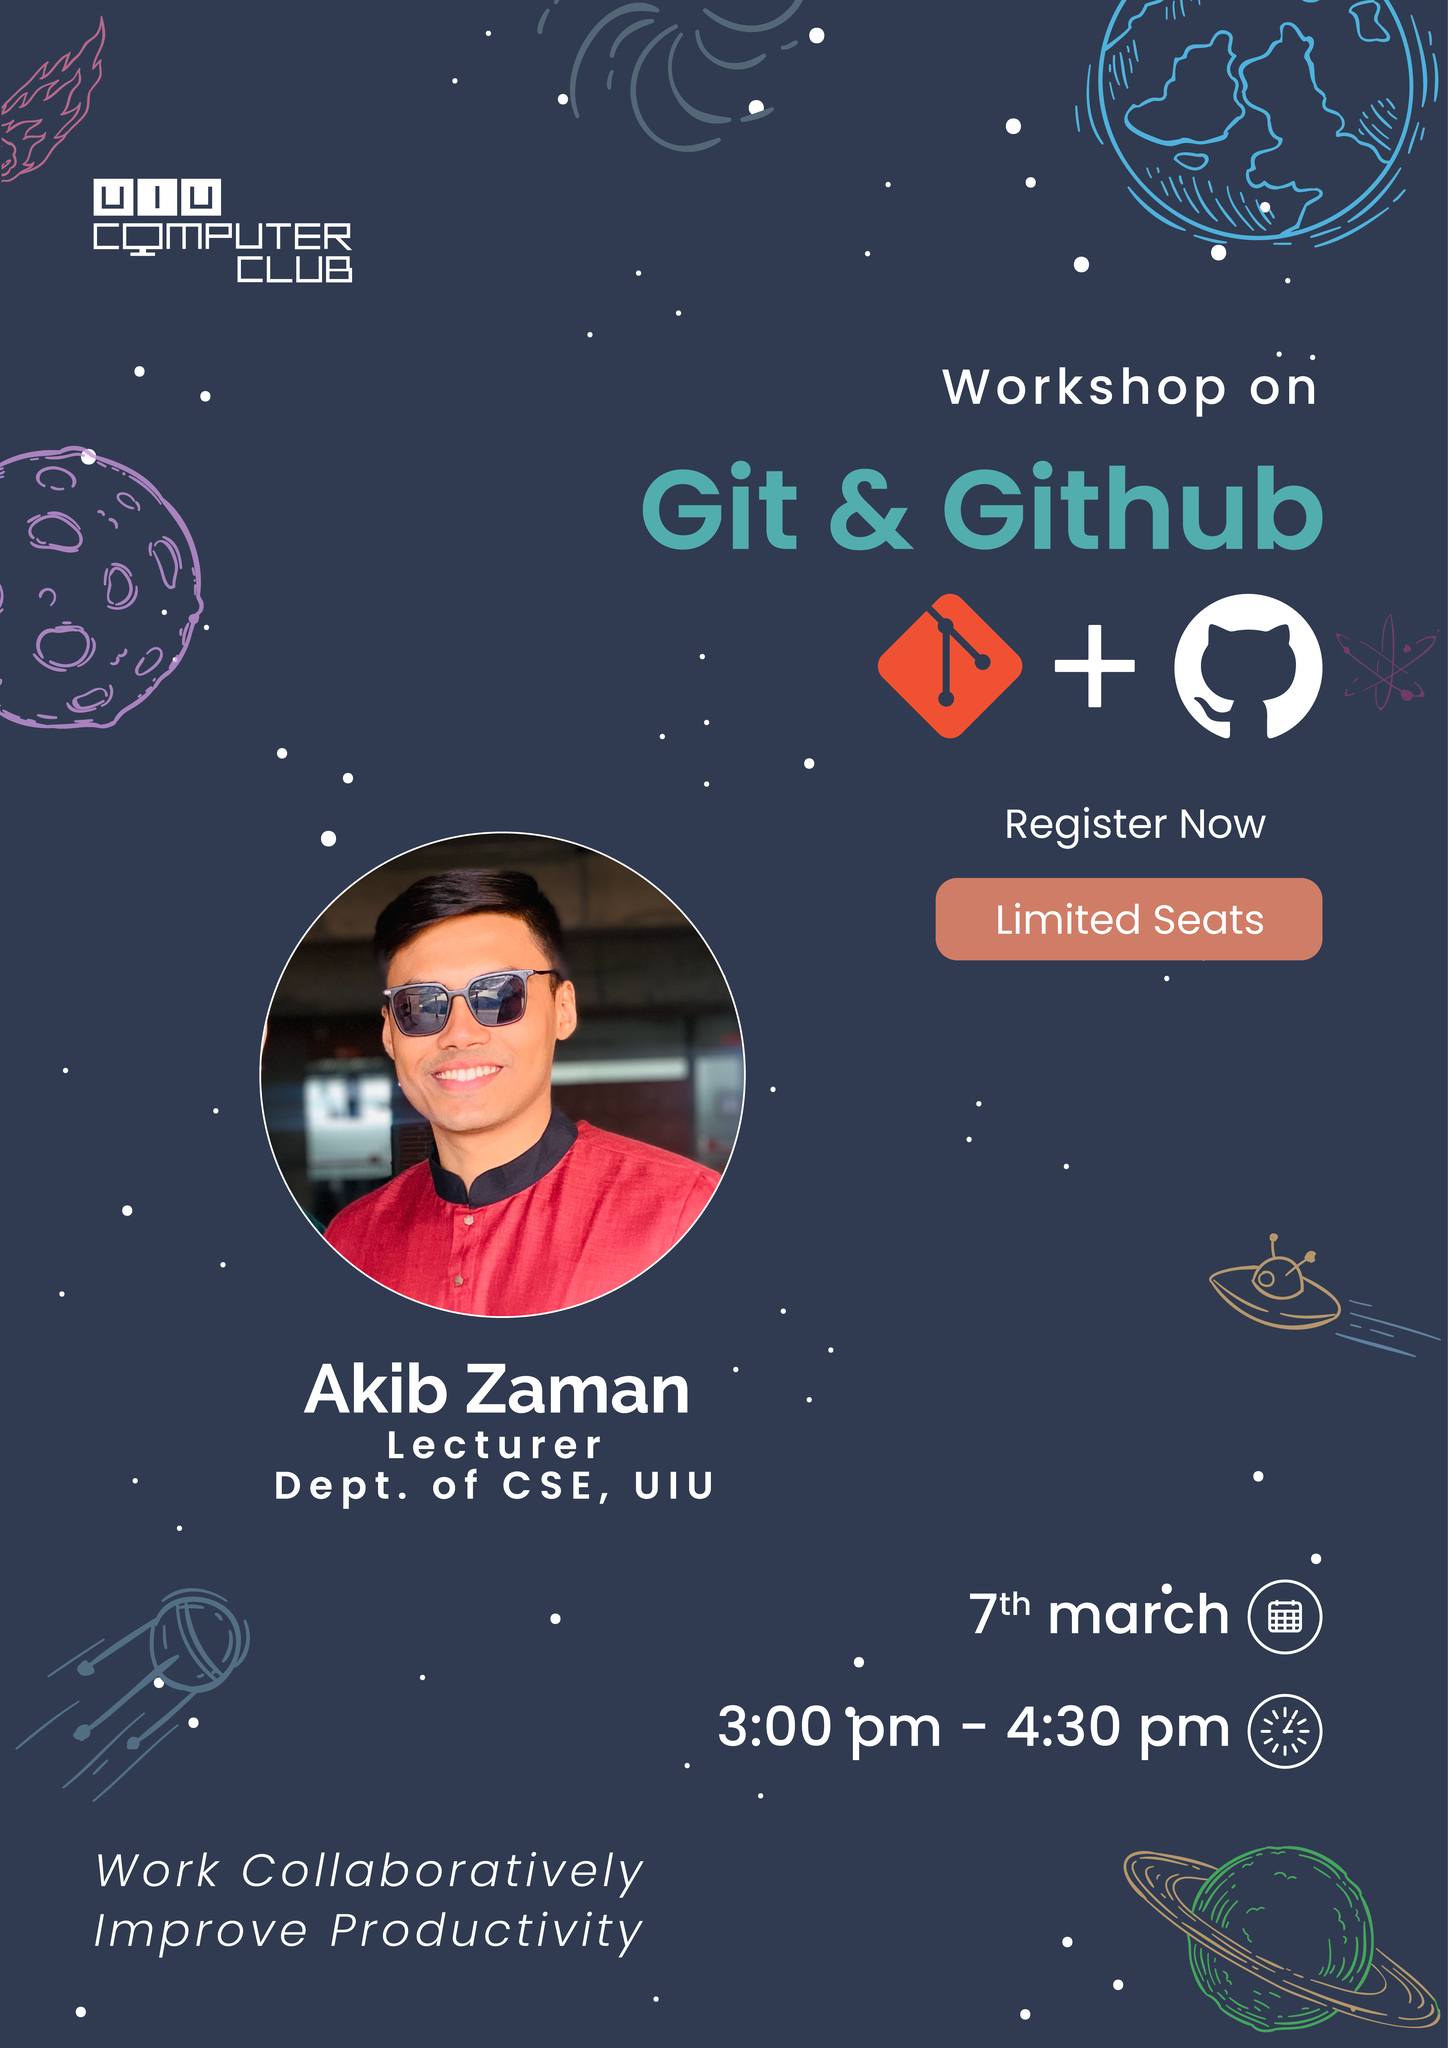 UIU
COMPUTER
CLUB
Workshop on
Git & Github
Register Now
Limited Seats
Akib Zaman
Lecturer
Dept. of CSE, UIU
7th march
3:00 pm - 4:30 pm
Work Collaboratively
Improve Productivity